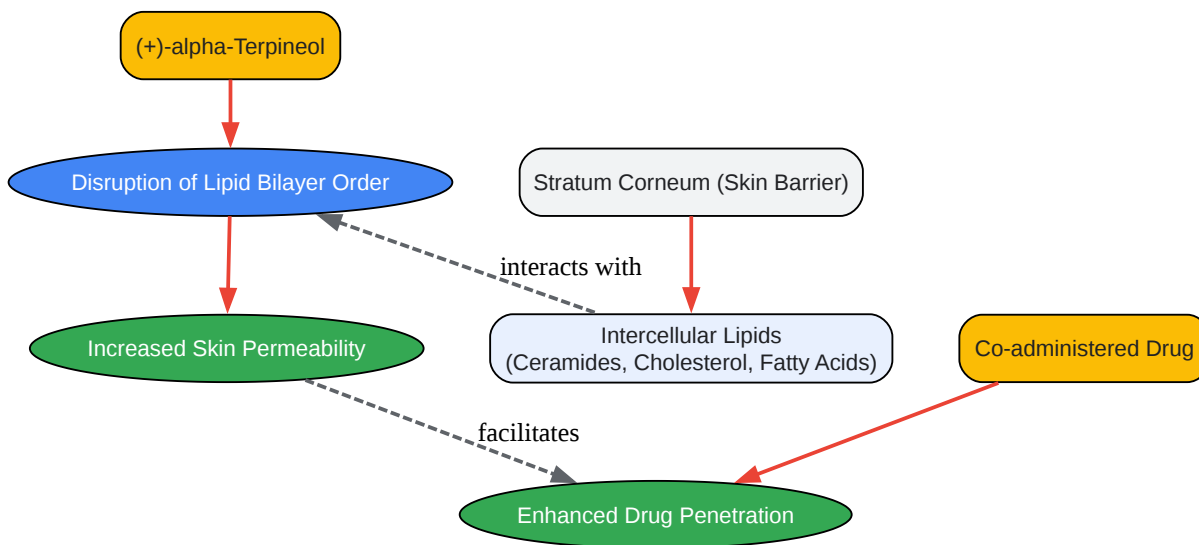 (+)-alpha-Terpineol
Disruption of Lipid Bilayer Order
Stratum Corneum (Skin Barrier)
interacts with
Increased Skin Permeability
Intercellular Lipids
(Ceramides, Cholesterol, Fatty Acids)
Co-administered Drug
facilitates
Enhanced Drug Penetration